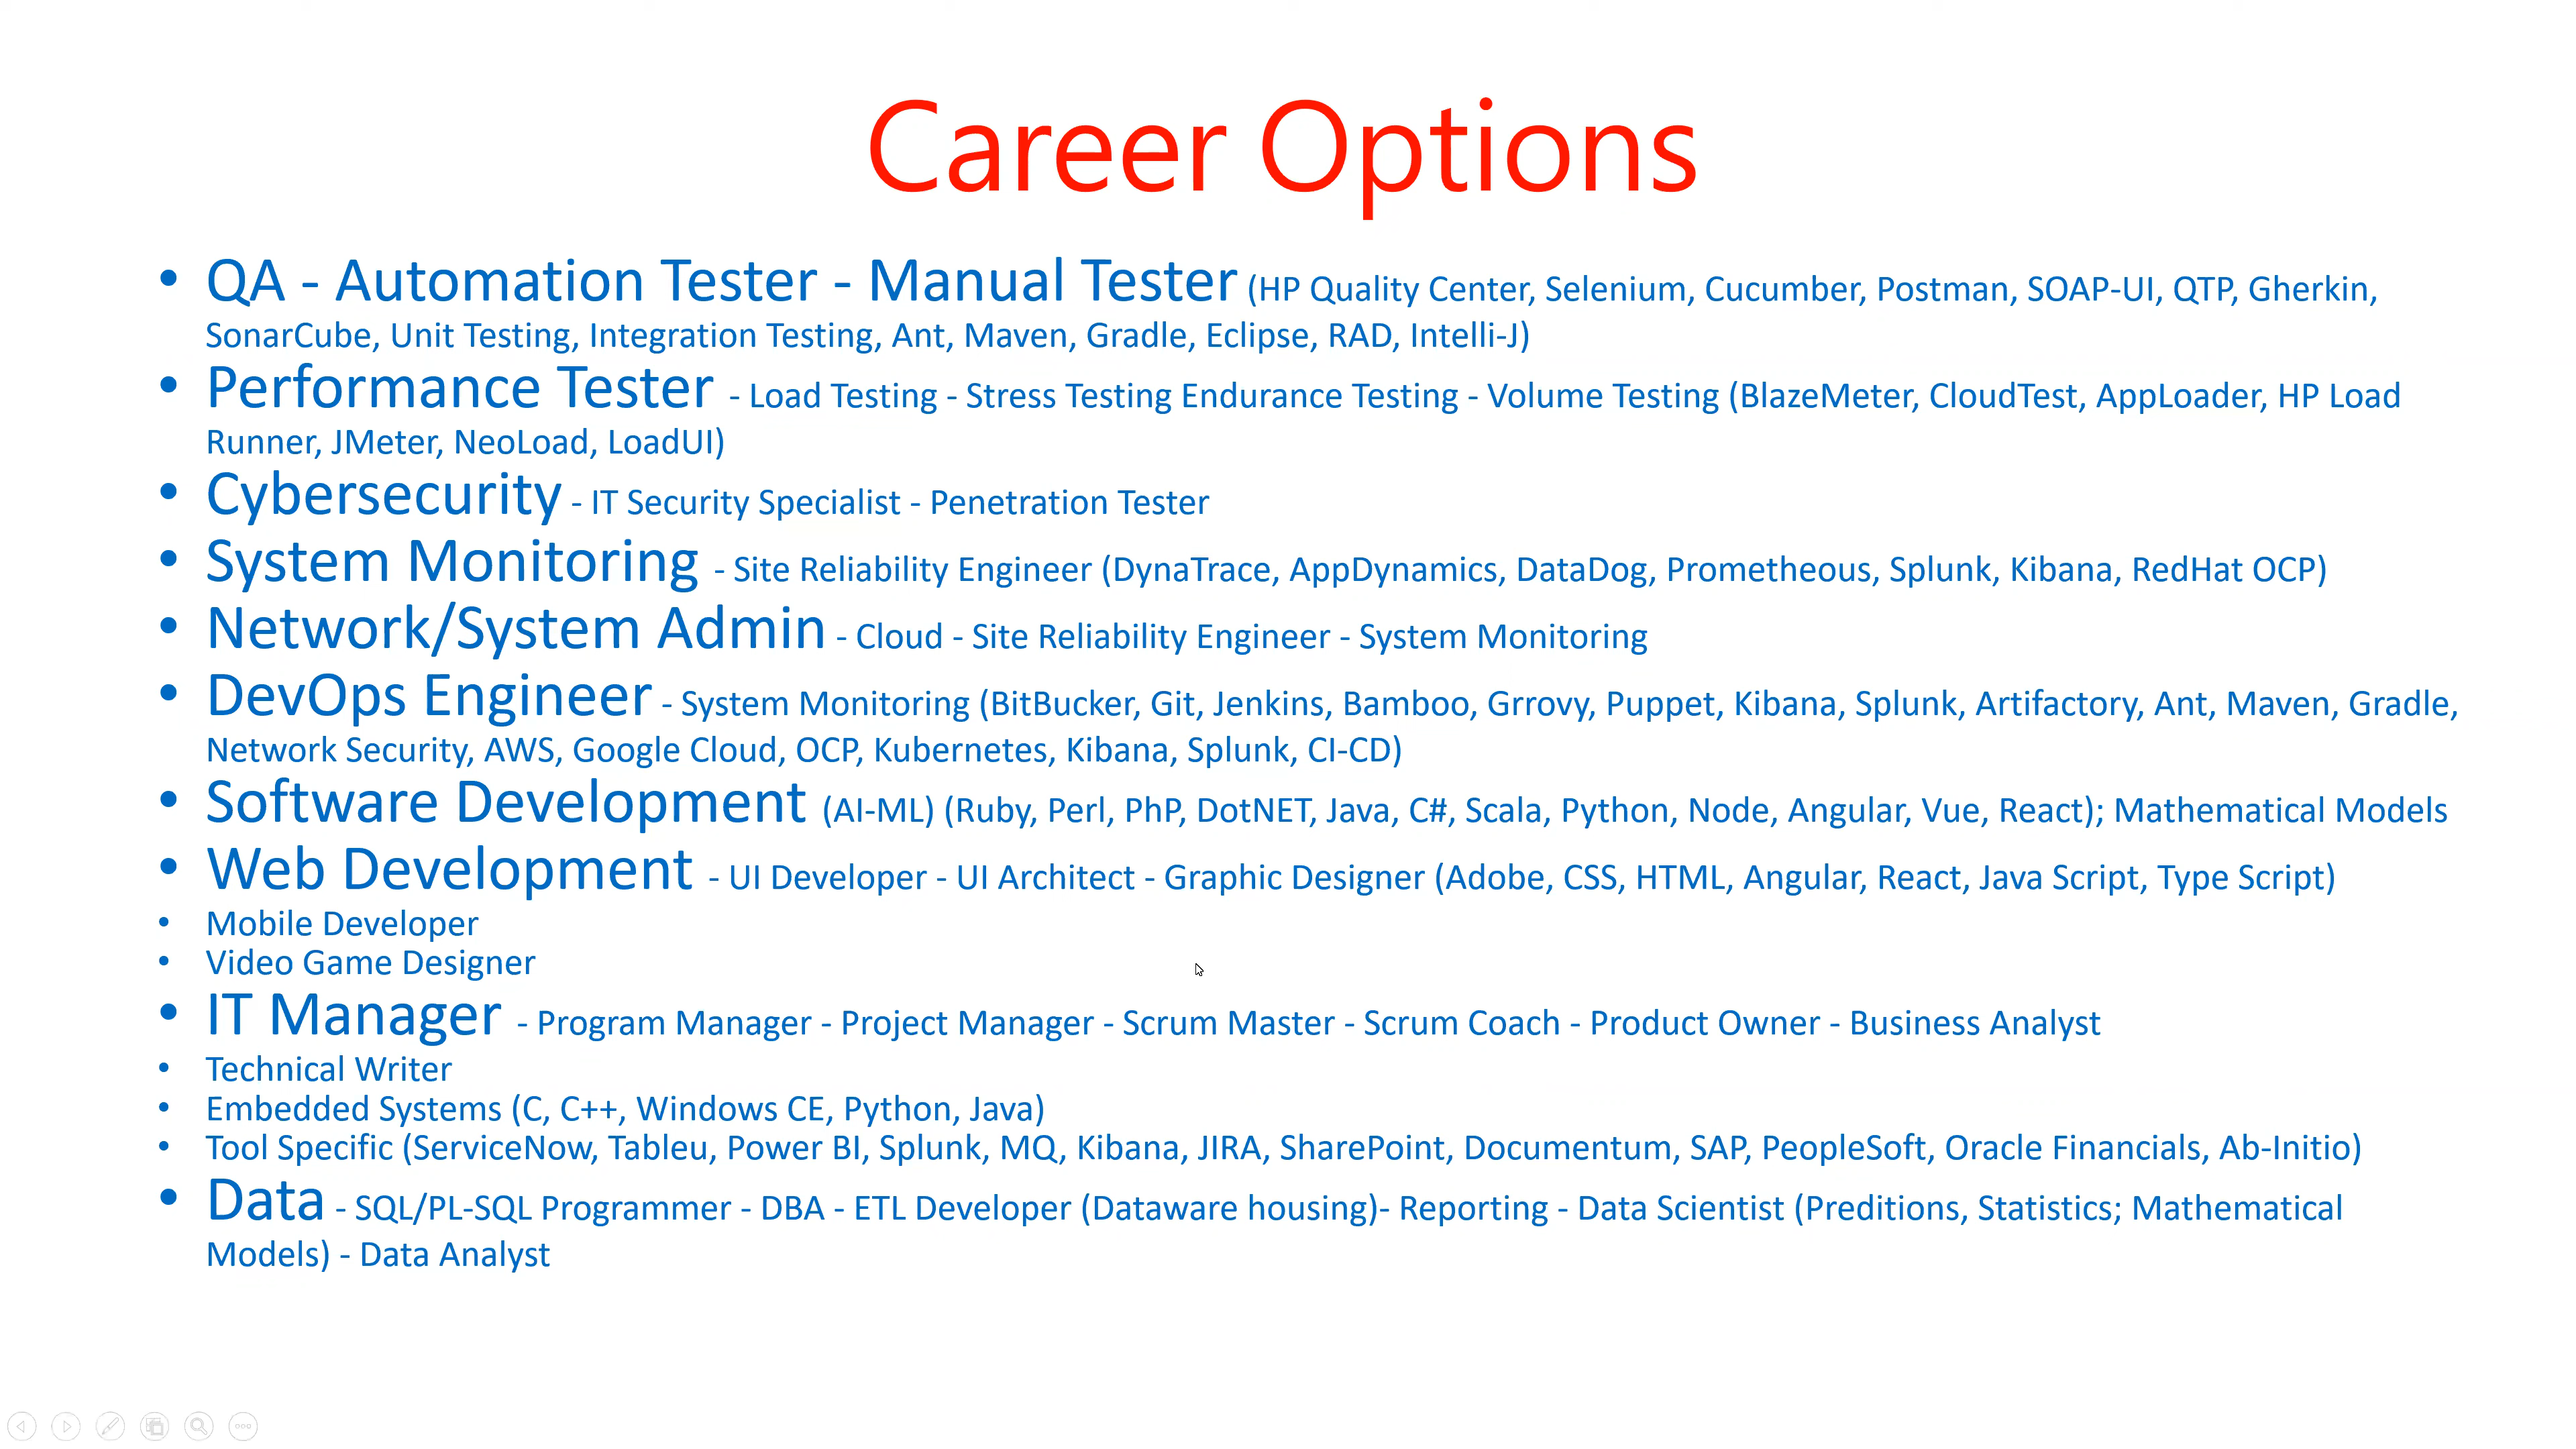 Career Options
• QA - Automation Tester - Manual Tester (HP Quality Center, Selenium, Cucumber, Postman, SOAP-UI, QTP, Gherkin,
SonarCube, Unit Testing, Integration Testing, Ant, Maven, Gradle, Eclipse, RAD, Intelli-J)
• Performance Tester - Load Testing - Stress Testing Endurance Testing - Volume Testing (BlazeMeter, CloudTest, AppLoader, HP Load
Runner, JMeter, NeoLoad, LoadUI)
• Cybersecurity - IT Security Specialist - Penetration Tester
• System Monitoring - Site Reliability Engineer (DynaTrace, AppDynamics, DataDog, Prometheous, Splunk, Kibana, RedHat OCP)
• Network/System Admin - Cloud - Site Reliability Engineer - System Monitoring
• DevOps Engineer - System Monitoring (BitBucker, Git, Jenkins, Bamboo, Grrovy, Puppet, Kibana, Splunk, Artifactory, Ant, Maven, Gradle,
Network Security, AWS, Google Cloud, OCP, Kubernetes, Kibana, Splunk, CI-CD)
• Software Development (AI-ML) (Ruby, Perl, PhP, DotNET, Java, C#, Scala, Python, Node, Angular, Vue, React); Mathematical Models
• Web Development - UI Developer - UI Architect - Graphic Designer (Adobe, CSS, HTML, Angular, React, Java Script, Type Script)
• Mobile Developer
• Video Game Designer
• IT Manager - Program Manager - Project Manager - Scrum Master - Scrum Coach - Product Owner - Business Analyst
• Technical Writer
• Embedded Systems (C, C++, Windows CE, Python, Java)
• Tool Specific (ServiceNow, Tableu, Power BI, Splunk, MQ, Kibana, JIRA, SharePoint, Documentum, SAP, PeopleSoft, Oracle Financials, Ab-Initio)
• Data - SQL/PL-SQL Programmer - DBA - ETL Developer (Dataware housing)- Reporting - Data Scientist (Preditions, Statistics; Mathematical
Models) - Data Analyst